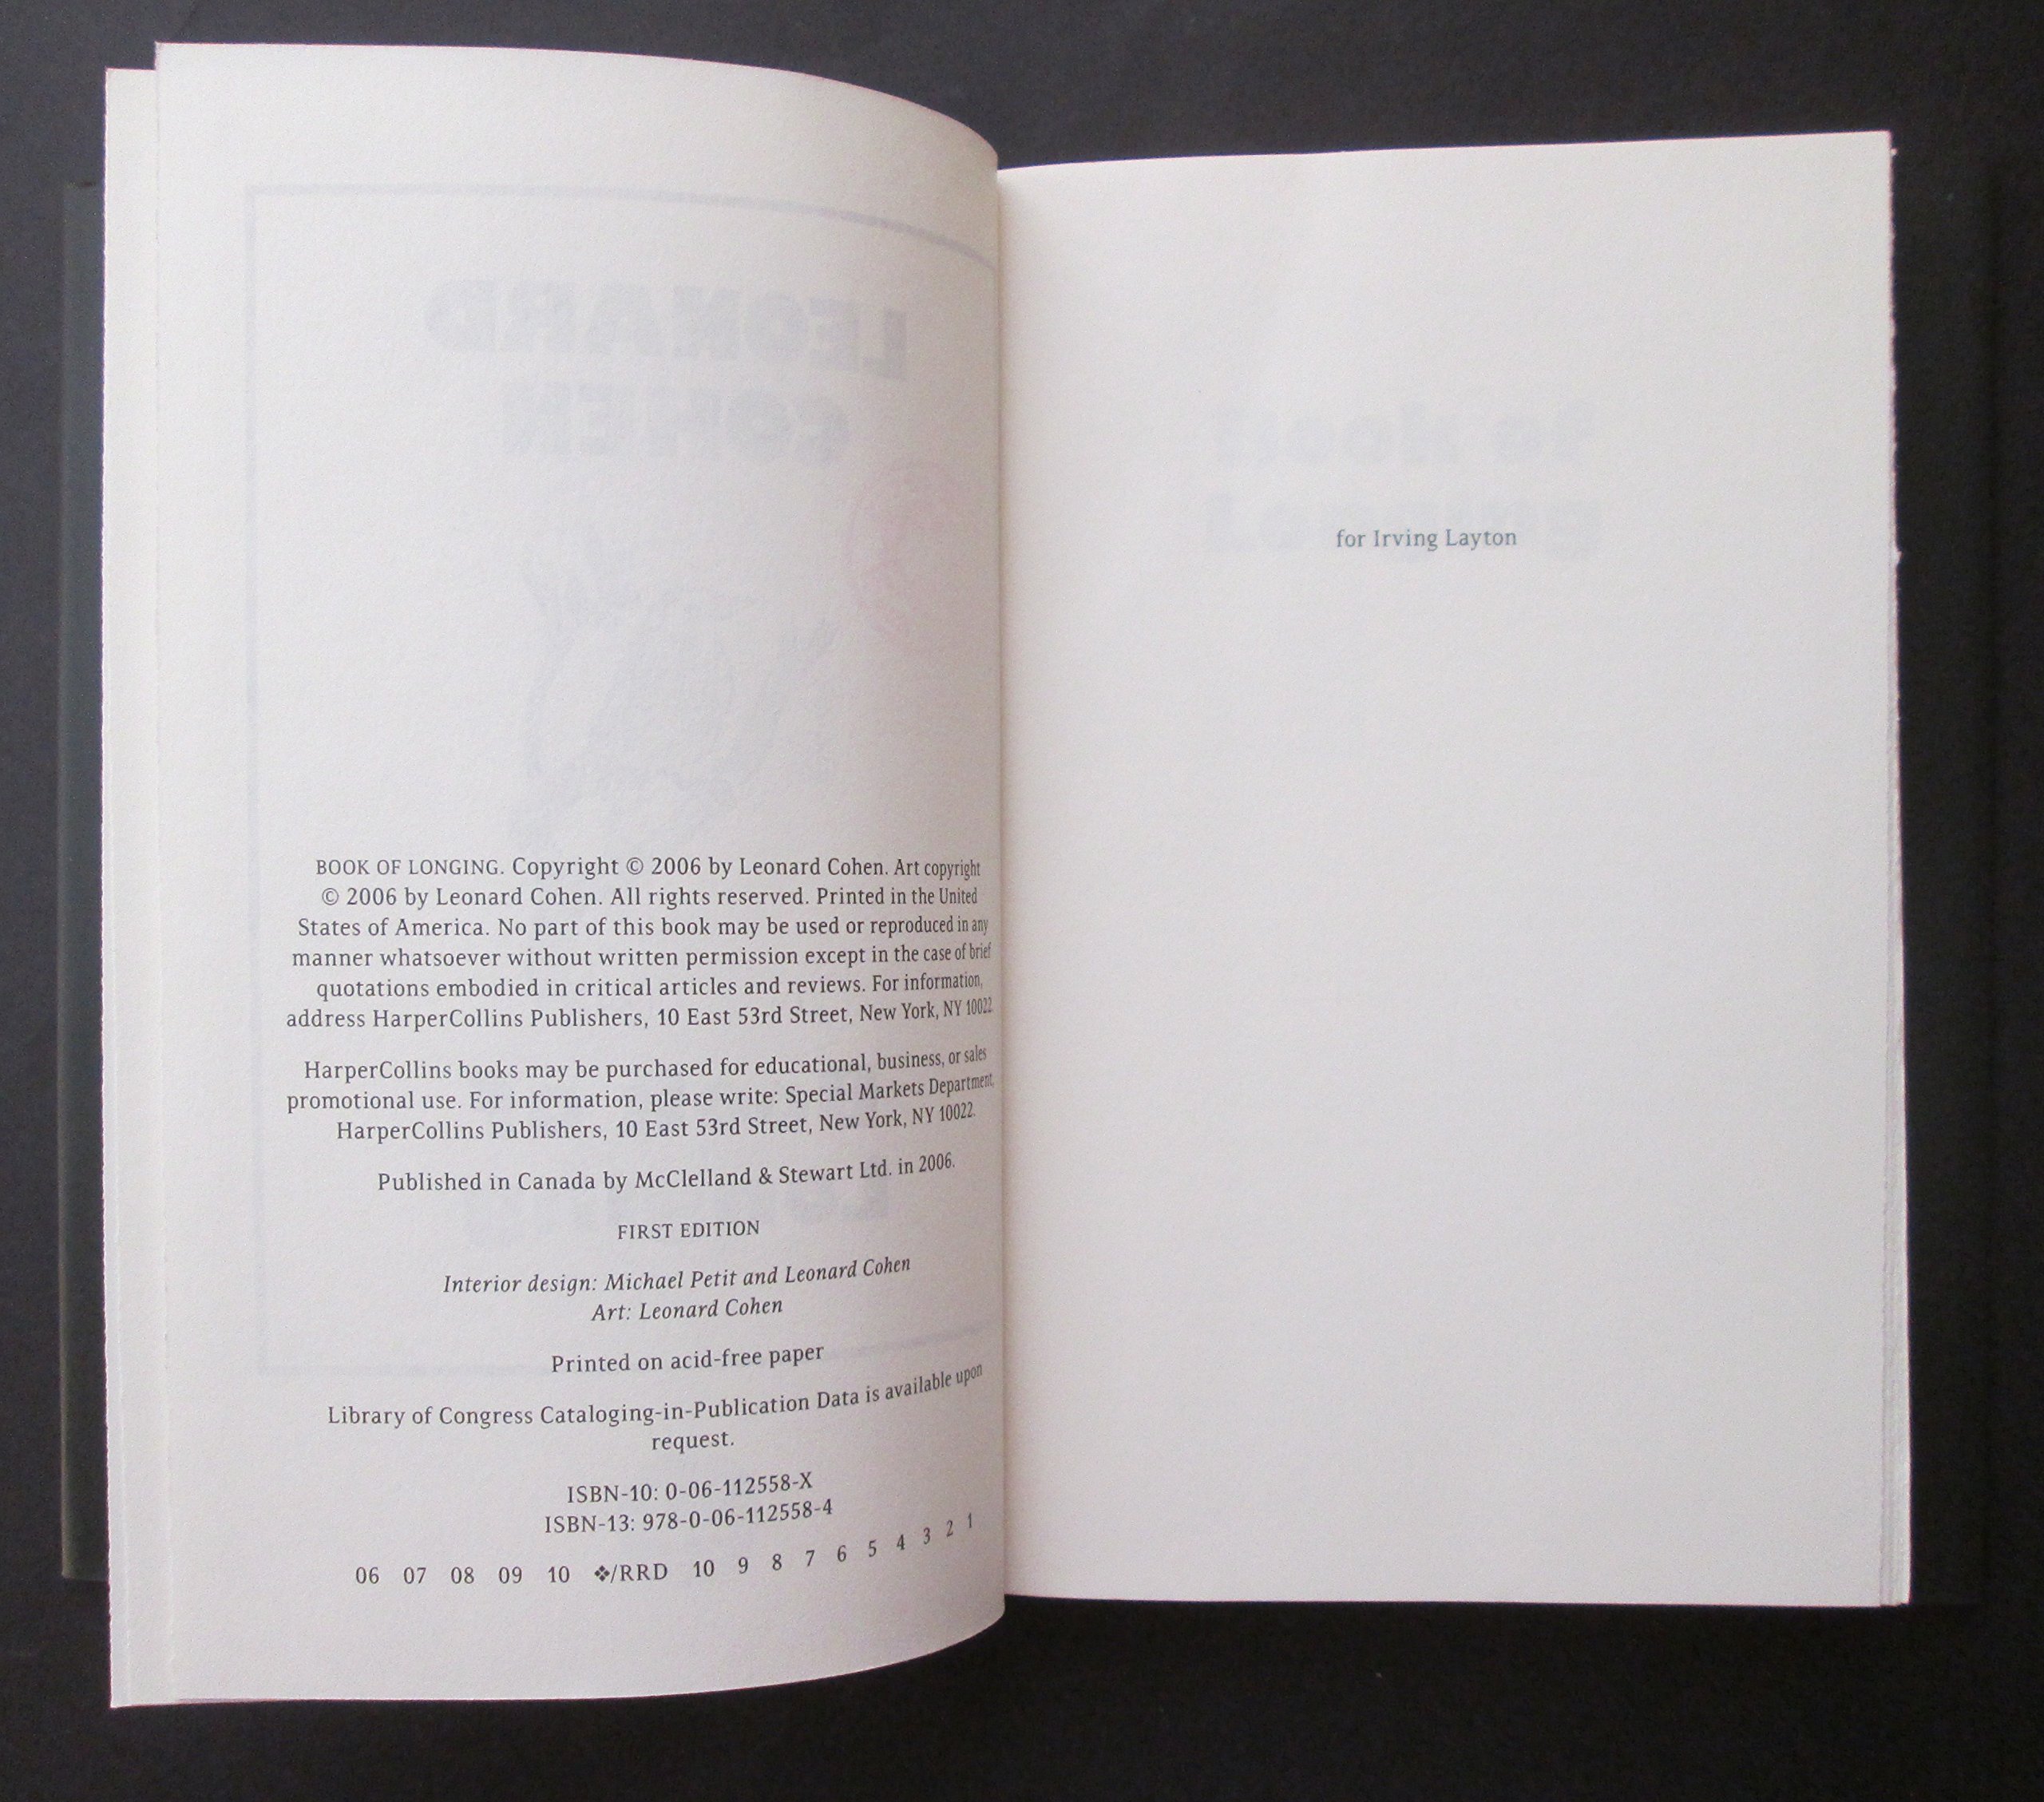 BOOK OF LONGING. Copyright © 2006 by Leonard Cohen. Art copyright
© 2006 by Leonard Cohen. All rights reserved. Printed in the United
States of America. No part of this book may be used or reproduced in any
manner whatsoever without written permission except in the case of brief
quotations embodied in critical articles and reviews. For information,
address HarperCollins Publishers, 10 East 53rd Street, New York, NY 10022.
HarperCollins books may be purchased for educational, business, or sales
promotional use. For information, please write: Special Markets Department,
HarperCollins Publishers, 10 East 53rd Street, New York, NY 10022.
Published in Canada by McClelland & Stewart Ltd. in 2006.
FIRST EDITION
Interior design: Michael Petit and Leonard Cohen
Art: Leonard Cohen
Printed on acid-free paper
Library of Congress Cataloging-in-Publication Data is available upon
request.
ISBN-10: 0-06-112558-X
ISBN-13: 978-0-06-112558-4
06 07 08 09 10 ❖/RRD 10 9 8 7 6 5 4 3 2 1
for Irving Layton
LEONARD
COHEN